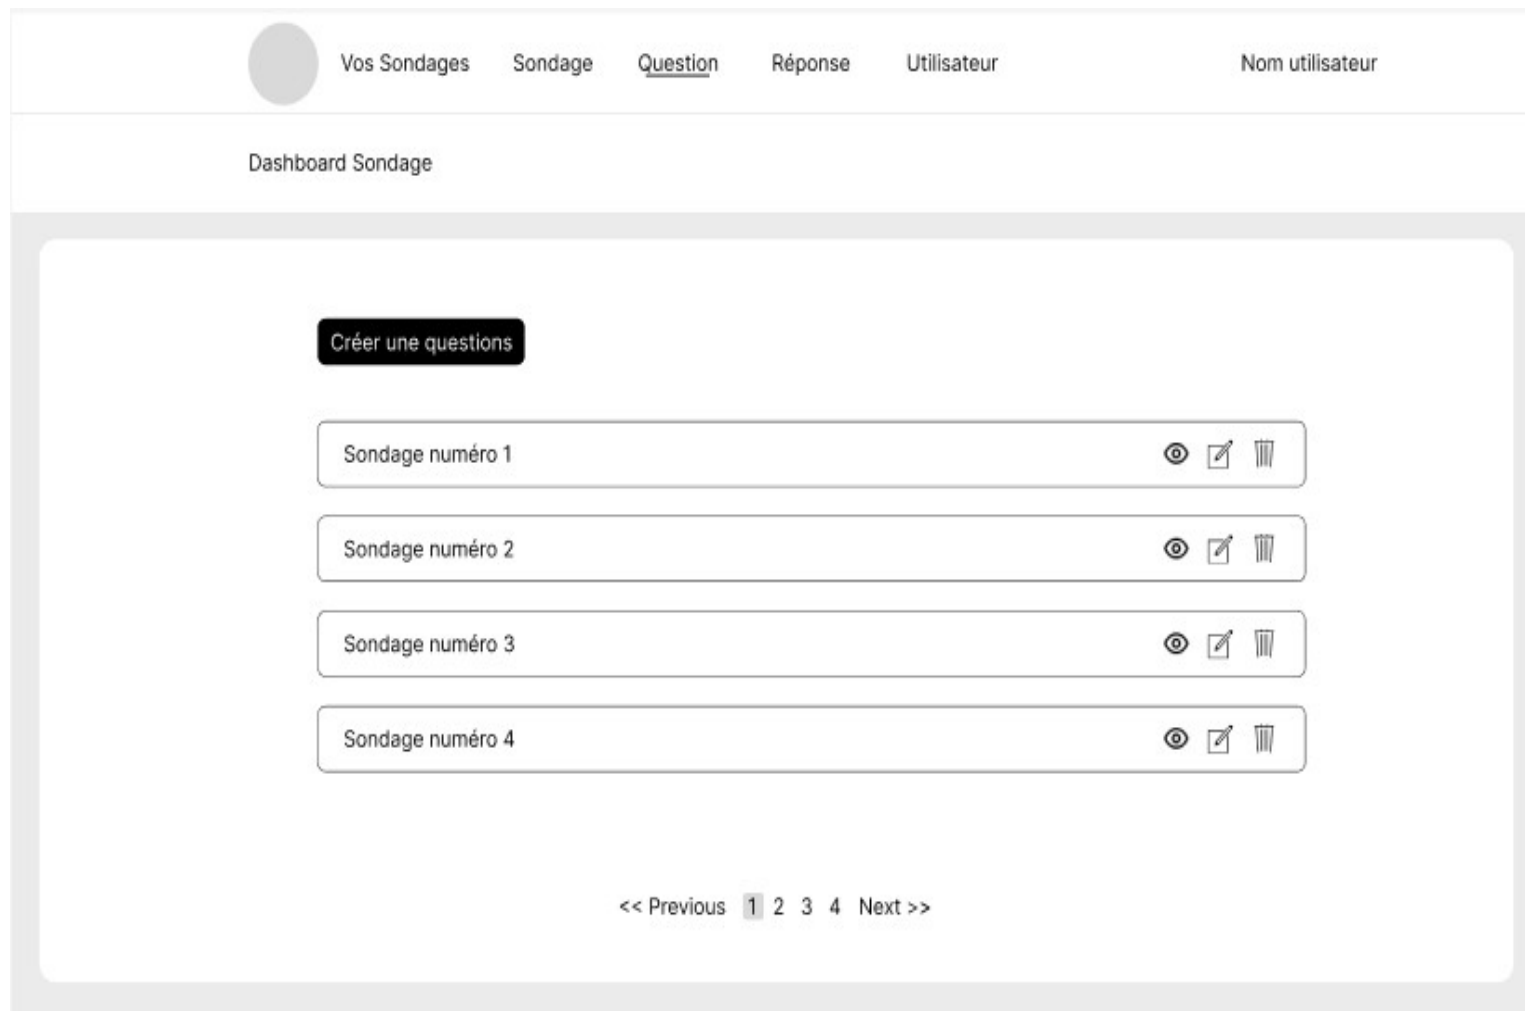 Vos Sondages Sondage Question Réponse Utilisateur Nom utilisateur
Dashboard Sondage
Créer une questions
Sondage numéro 1
Sondage numéro 2
Sondage numéro 3
Sondage numéro 4
<< Previous 1 2 3 4 Next >>